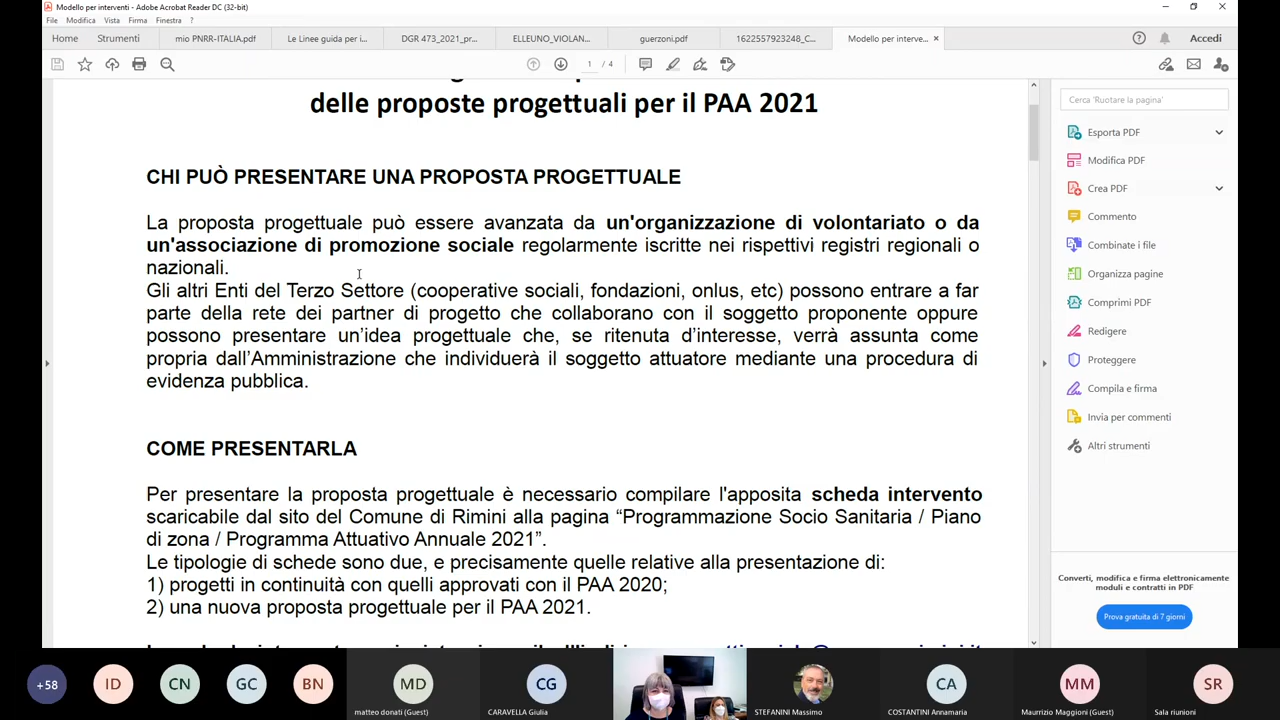 Modello per interventi - Adobe Acrobat Reader DC (32-bit)
File Modifica Vista Firma Finestra ?
Home Strumenti mio PNRR-ITALIA.pdf Le Linee guida per i... DGR 473_2021_pr... ELLEUNO_VIOLAN... guerzoni.pdf 1622557923248_C... Modello per interve... × Accedi
1 / 4
delle proposte progettuali per il PAA 2021
CHI PUÒ PRESENTARE UNA PROPOSTA PROGETTUALE
La proposta progettuale può essere avanzata da un'organizzazione di volontariato o da
un'associazione di promozione sociale regolarmente iscritte nei rispettivi registri regionali o
nazionali.
Gli altri Enti del Terzo Settore (cooperative sociali, fondazioni, onlus, etc) possono entrare a far
parte della rete dei partner di progetto che collaborano con il soggetto proponente oppure
possono presentare un’idea progettuale che, se ritenuta d’interesse, verrà assunta come
propria dall’Amministrazione che individuerà il soggetto attuatore mediante una procedura di
evidenza pubblica.
COME PRESENTARLA
Per presentare la proposta progettuale è necessario compilare l'apposita scheda intervento
scaricabile dal sito del Comune di Rimini alla pagina “Programmazione Socio Sanitaria / Piano
di zona / Programma Attuativo Annuale 2021”.
Le tipologie di schede sono due, e precisamente quelle relative alla presentazione di:
1) progetti in continuità con quelli approvati con il PAA 2020;
2) una nuova proposta progettuale per il PAA 2021.
Cerca 'Ruotare la pagina'
Esporta PDF
Modifica PDF
Crea PDF
Commento
Combinate i file
Organizza pagine
Comprimi PDF
Redigere
Proteggere
Compila e firma
Invia per commenti
Altri strumenti
Converti, modifica e firma elettronicamente
moduli e contratti in PDF
Prova gratuita di 7 giorni
+58 ID CN GC BN MD CG CA MM SR
matteo donati (Guest) CARAVELLA Giulia STEFANINI Massimo COSTANTINI Annamaria Maurizio Maggioni (Guest) Sala riunioni